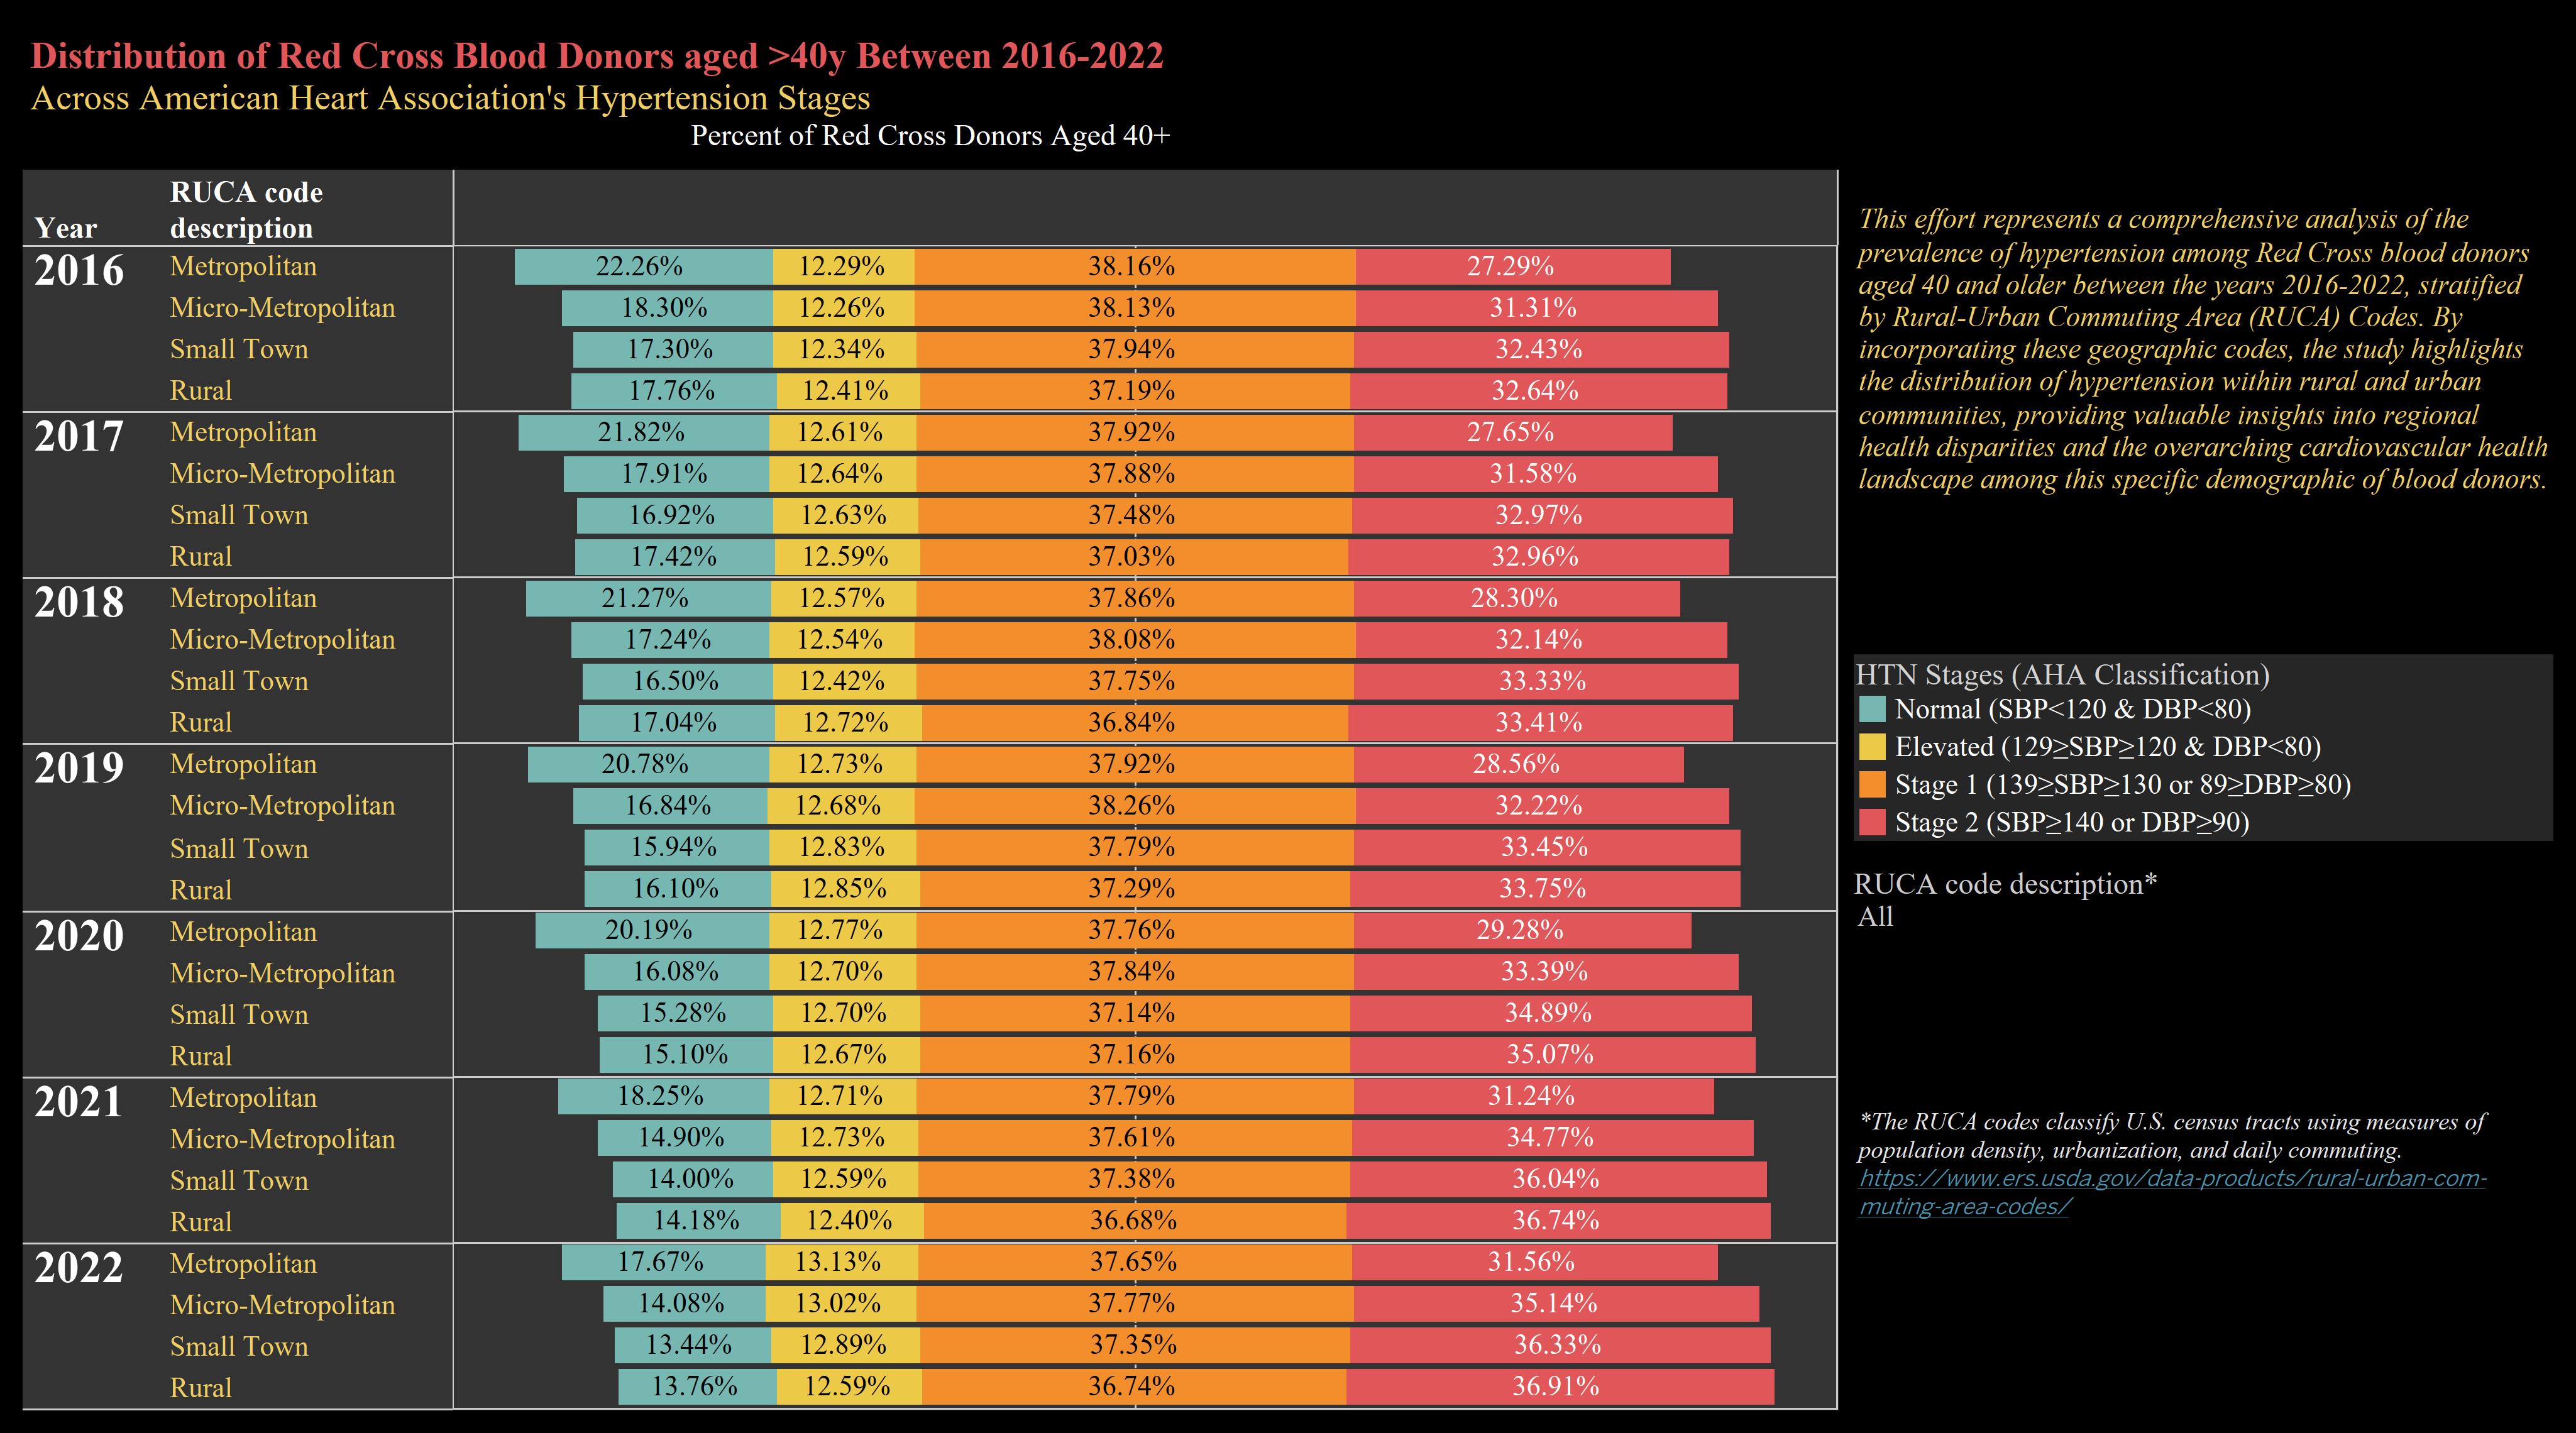 Distribution of Red Cross Blood Donors aged >40y Between 2016-2022
Across American Heart Association's Hypertension Stages
Percent of Red Cross Donors Aged 40+
Year RUCA code description
2016 Metropolitan 22.26% 12.29% 38.16% 27.29%
Micro-Metropolitan 18.30% 12.26% 38.13% 31.31%
Small Town 17.30% 12.34% 37.94% 32.43%
Rural 17.76% 12.41% 37.19% 32.64%
2017 Metropolitan 21.82% 12.61% 37.92% 27.65%
Micro-Metropolitan 17.91% 12.64% 37.88% 31.58%
Small Town 16.92% 12.63% 37.48% 32.97%
Rural 17.42% 12.59% 37.03% 32.96%
2018 Metropolitan 21.27% 12.57% 37.86% 28.30%
Micro-Metropolitan 17.24% 12.54% 38.08% 32.14%
Small Town 16.50% 12.42% 37.75% 33.33%
Rural 17.04% 12.72% 36.84% 33.41%
2019 Metropolitan 20.78% 12.73% 37.92% 28.56%
Micro-Metropolitan 16.84% 12.68% 38.26% 32.22%
Small Town 15.94% 12.83% 37.79% 33.45%
Rural 16.10% 12.85% 37.29% 33.75%
2020 Metropolitan 20.19% 12.77% 37.76% 29.28%
Micro-Metropolitan 16.08% 12.70% 37.84% 33.39%
Small Town 15.28% 12.70% 37.14% 34.89%
Rural 15.10% 12.67% 37.16% 35.07%
2021 Metropolitan 18.25% 12.71% 37.79% 31.24%
Micro-Metropolitan 14.90% 12.73% 37.61% 34.77%
Small Town 14.00% 12.59% 37.38% 36.04%
Rural 14.18% 12.40% 36.68% 36.74%
2022 Metropolitan 17.67% 13.13% 37.65% 31.56%
Micro-Metropolitan 14.08% 13.02% 37.77% 35.14%
Small Town 13.44% 12.89% 37.35% 36.33%
Rural 13.76% 12.59% 36.74% 36.91%
This effort represents a comprehensive analysis of the
prevalence of hypertension among Red Cross blood donors
aged 40 and older between the years 2016-2022, stratified
by Rural-Urban Commuting Area (RUCA) Codes. By
incorporating these geographic codes, the study highlights
the distribution of hypertension within rural and urban
communities, providing valuable insights into regional
health disparities and the overarching cardiovascular health
landscape among this specific demographic of blood donors.
HTN Stages (AHA Classification)
Normal (SBP<120 & DBP<80)
Elevated (129≥SBP≥120 & DBP<80)
Stage 1 (139≥SBP≥130 or 89≥DBP≥80)
Stage 2 (SBP≥140 or DBP≥90)
RUCA code description*
All
*The RUCA codes classify U.S. census tracts using measures of
population density, urbanization, and daily commuting.
https://www.ers.usda.gov/data-products/rural-urban-com-
muting-area-codes/